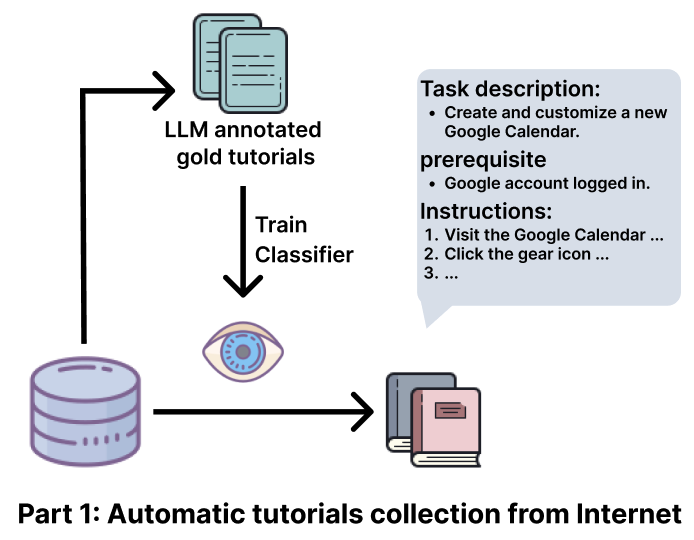 LLM annotated
gold tutorials
Train
Classifier
Task description:
• Create and customize a new
Google Calendar.
prerequisite
• Google account logged in.
Instructions:
1. Visit the Google Calendar ...
2. Click the gear icon ...
3. ...
Part 1: Automatic tutorials collection from Internet